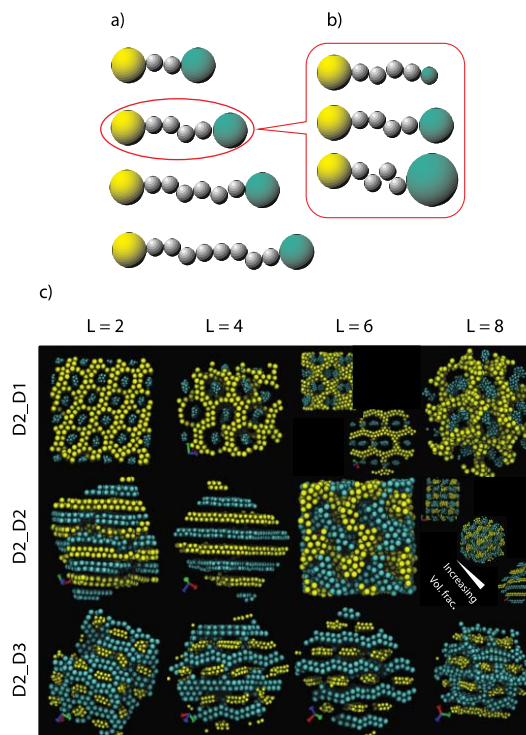 a)
b)
c)
L = 2
L = 4
L = 6
L = 8
D2_D1
D2_D2
Increasing
Vol. frac.
D2_D3